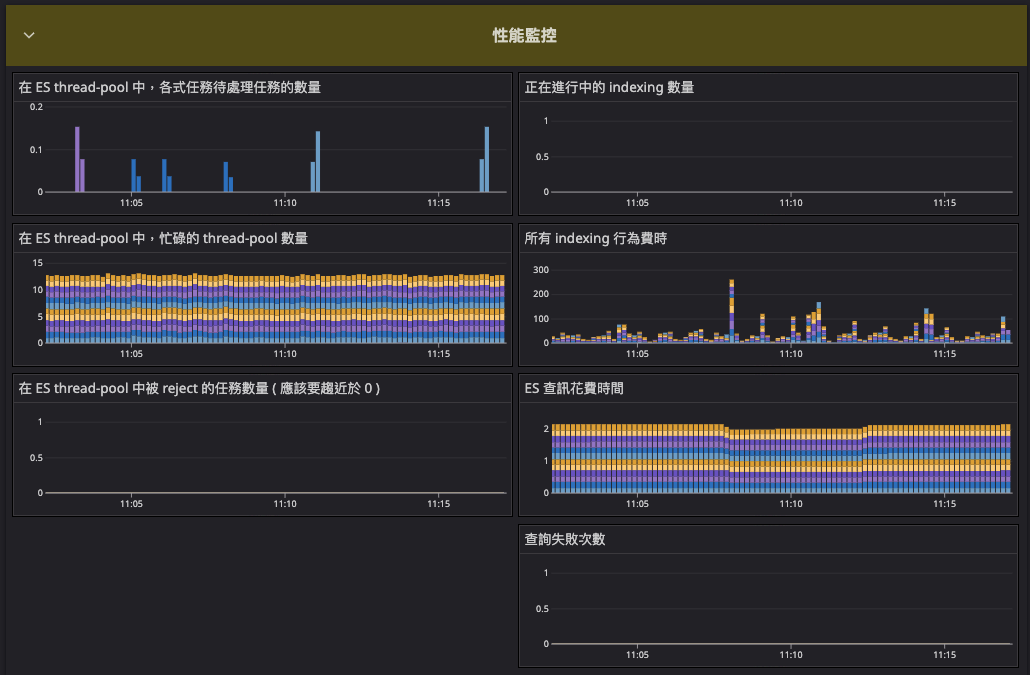 性能監控
在 ES thread-pool 中，各式任務待處理任務的數量
0.2
0.1
0
11:05 11:10 11:15
正在進行中的 indexing 數量
1
0.5
0
11:05 11:10 11:15
在 ES thread-pool 中，忙碌的 thread-pool 數量
15
10
5
0
11:05 11:10 11:15
所有 indexing 行為費時
300
200
100
0
11:05 11:10 11:15
在 ES thread-pool 中被 reject 的任務數量 ( 應該要趨近於 0 )
1
0.5
0
11:05 11:10 11:15
ES 查訊花費時間
2
1
0
11:05 11:10 11:15
查詢失敗次數
1
0.5
0
11:05 11:10 11:15